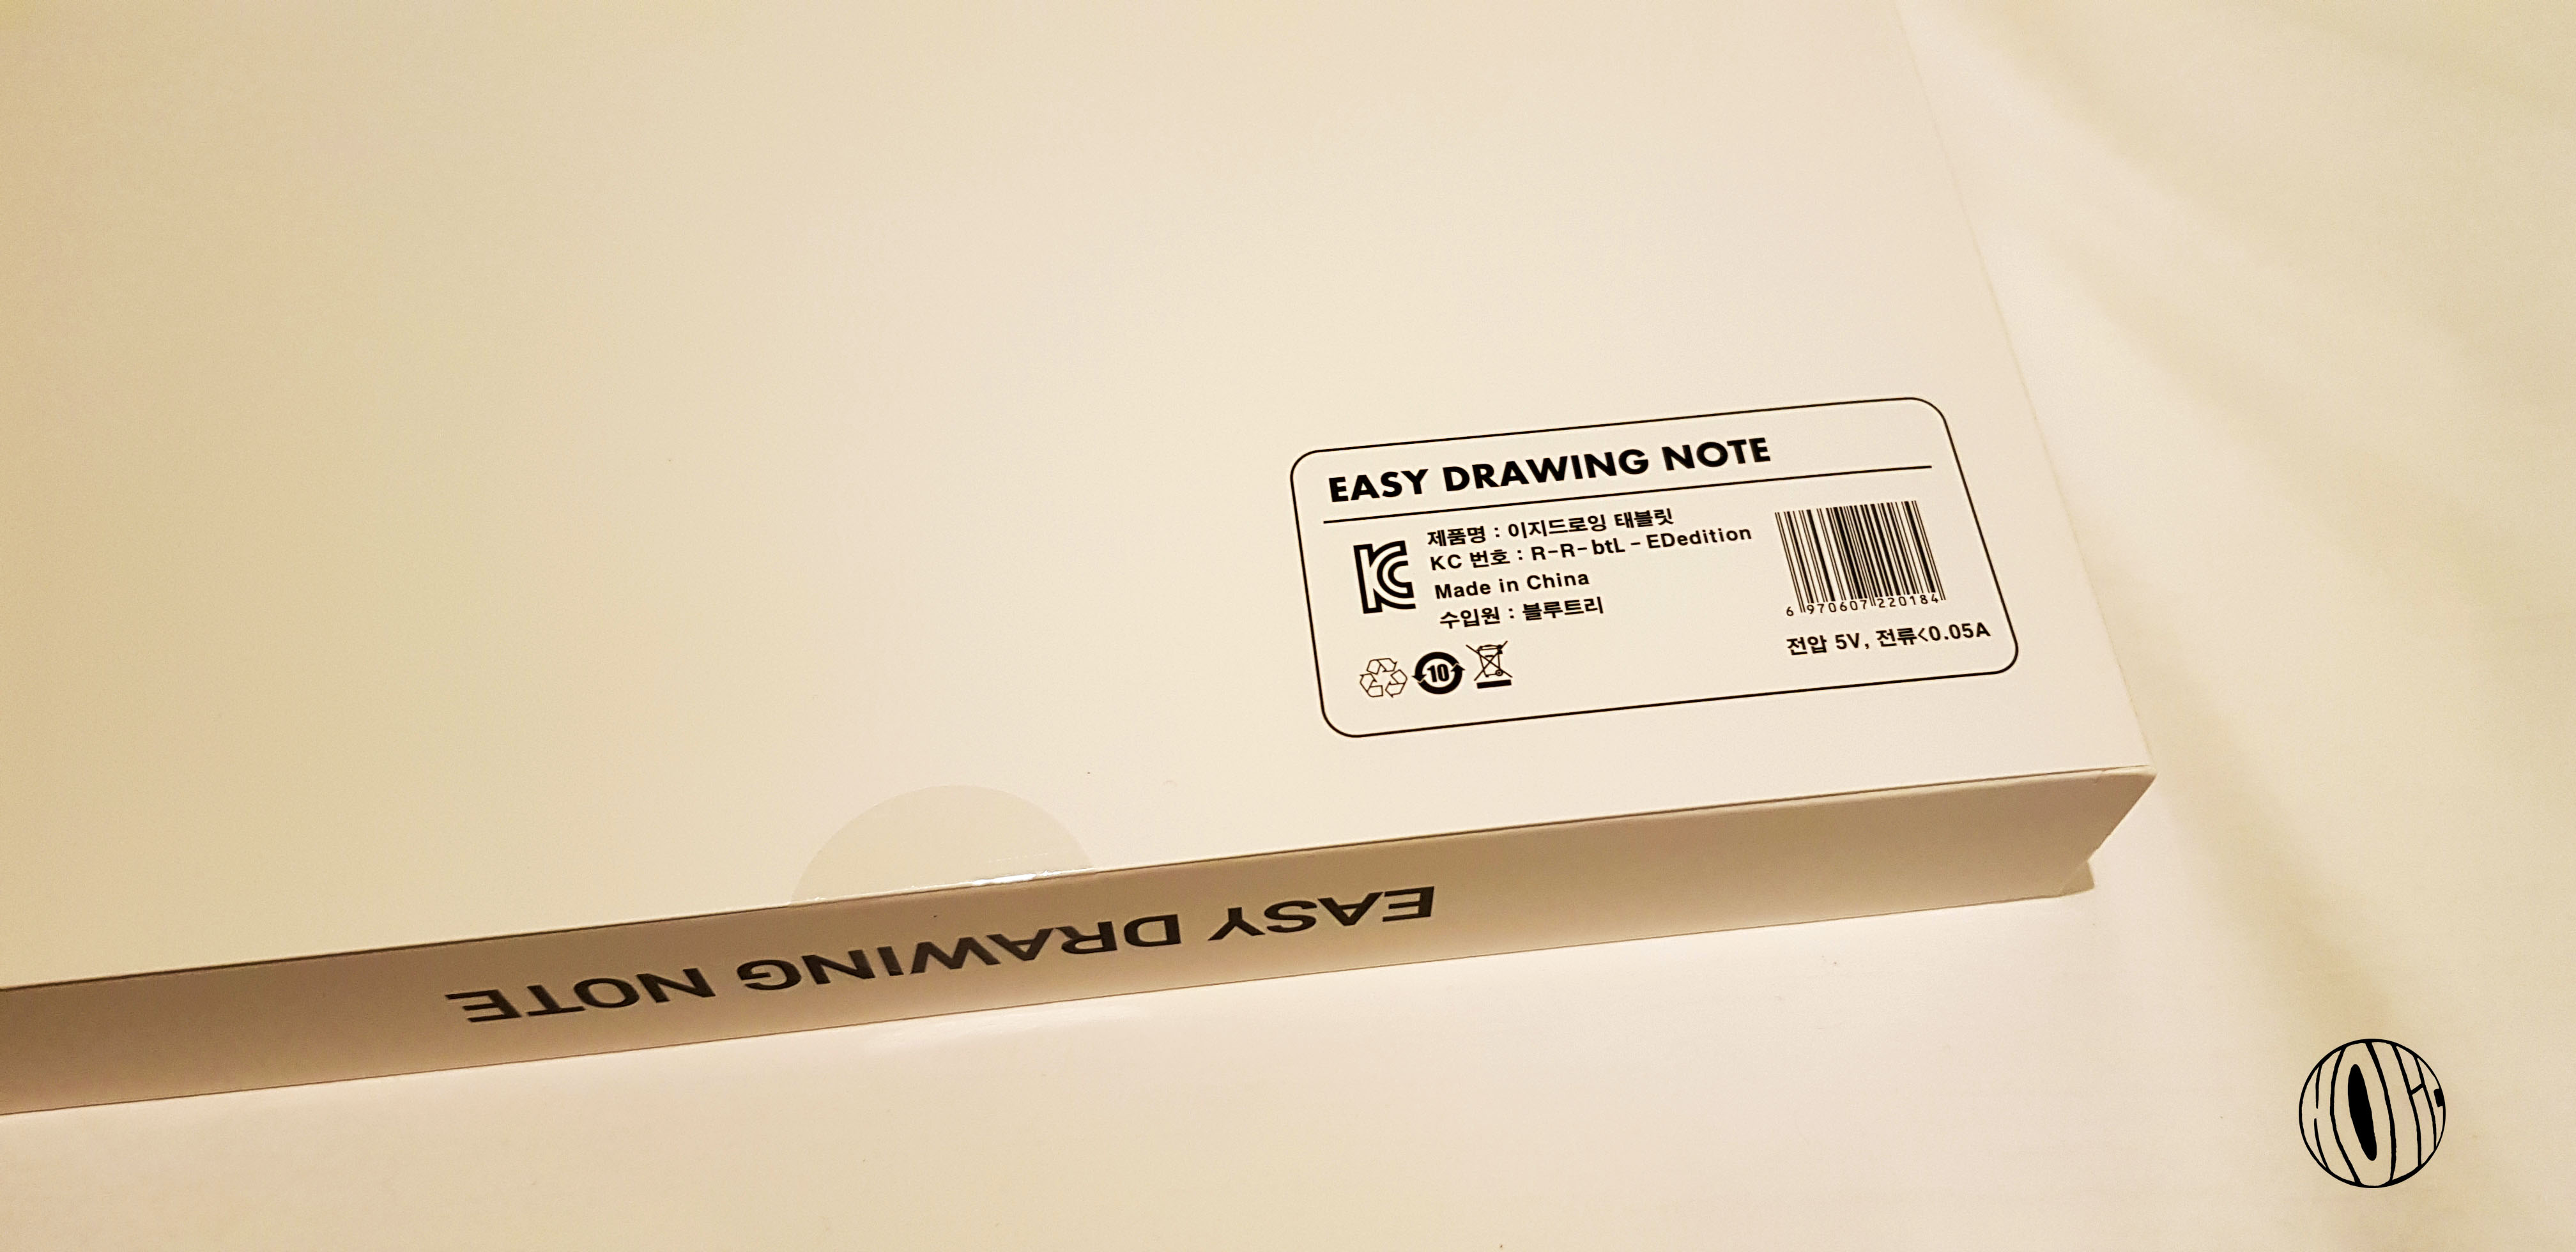 EASY DRAWING NOTE
제품명 : 이지드로잉 태블릿
KC 번호 : R-R-btL-EDedition
Made in China
수입원 : 블루트리
6 970607 220184
전압 5V, 전류<0.05A
10
EASY DRAWING NOTE